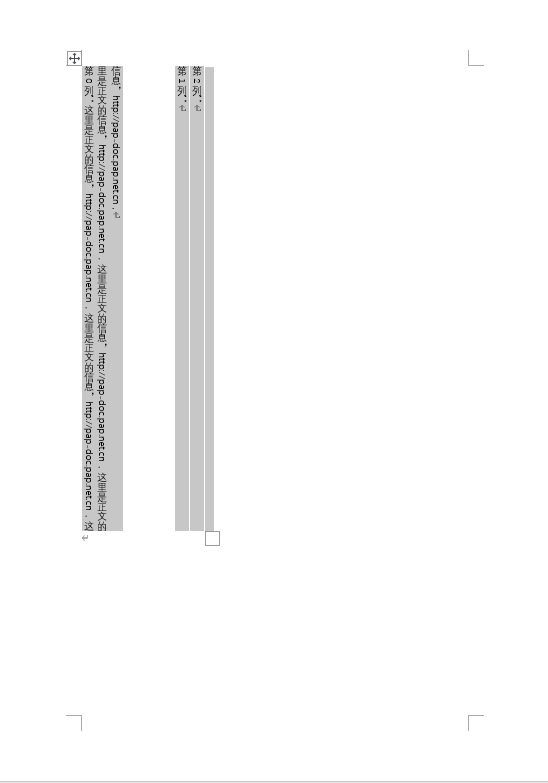 第 0 列：这里是正文的信息，http://pap-doc.pap.net.cn . 这里是正文的信息，http://pap-doc.pap.net.cn . 这
里是正文的信息，http://pap-doc.pap.net.cn . 这里是正文的信息，http://pap-doc.pap.net.cn . 这里是正文的
信息，http://pap-doc.pap.net.cn .
第 1 列：
第 2 列：